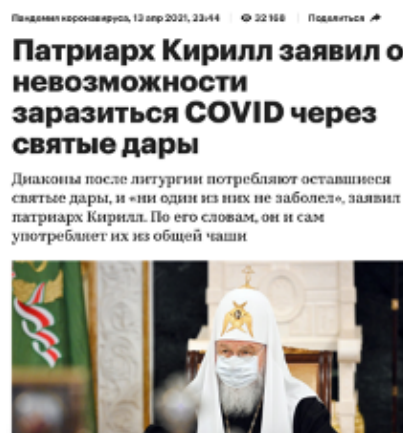 Пандемия коронавируса, 13 апр 2021, 23:44 32 168 Поделиться
Патриарх Кирилл заявил о
невозможности
заразиться COVID через
святые дары
Диаконы после литургии потребляют оставшиеся
святые дары, и «ни один из них не заболел», заявил
патриарх Кирилл. По его словам, он и сам
употребляет их из общей чаши